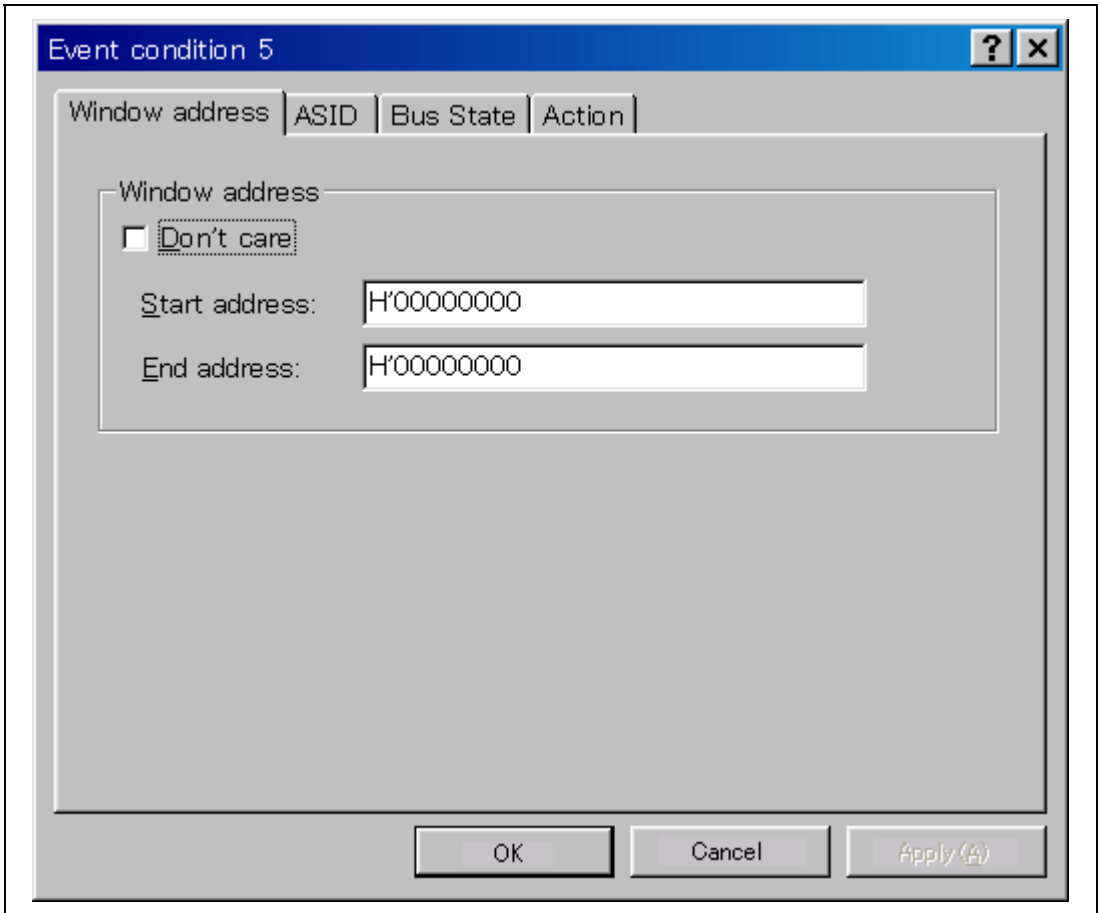 Event condition 5
Window address ASID Bus State Action
Window address
Don't care
Start address: H'00000000
End address: H'00000000
OK Cancel Apply (A)